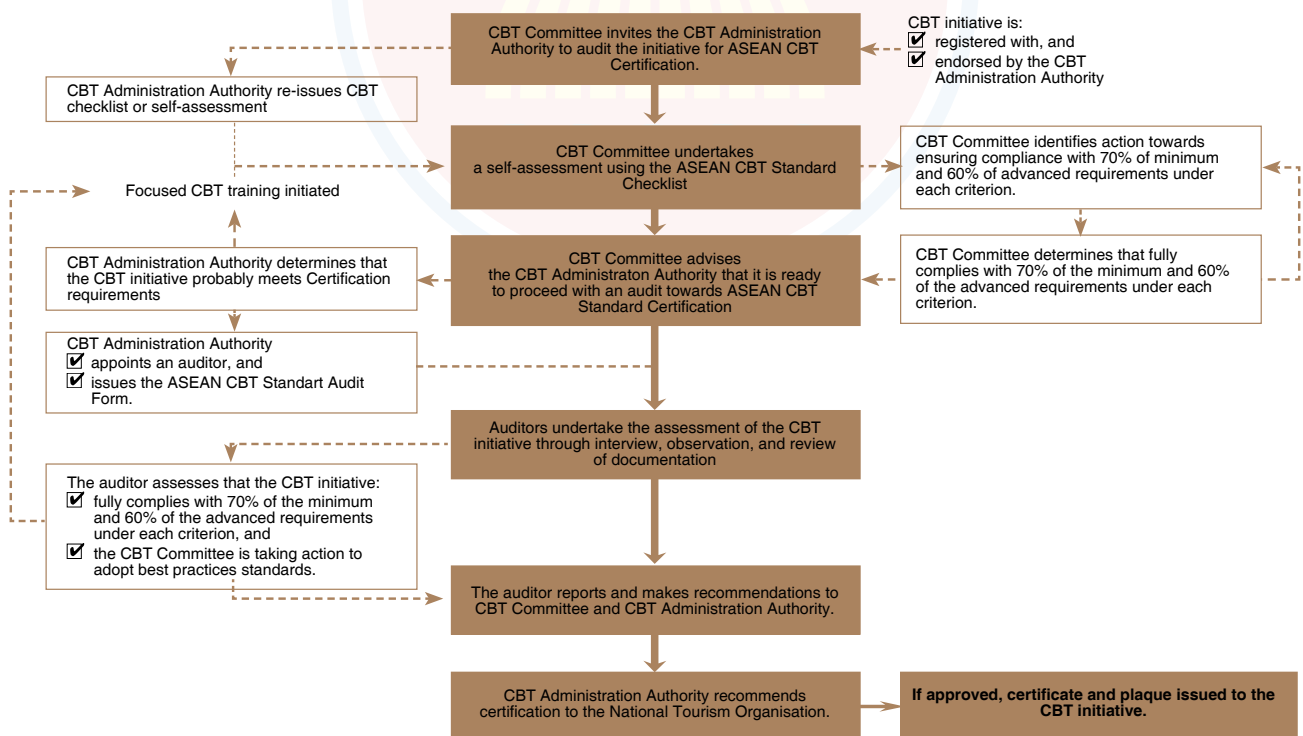 CBT Committee invites the CBT Administration
Authority to audit the initiative for ASEAN CBT
Certification.
CBT initiative is:
registered with, and
endorsed by the CBT
Administration Authority
CBT Administration Authority re-issues CBT
checklist or self-assessment
CBT Committee undertakes
a self-assessment using the ASEAN CBT Standard
Checklist
CBT Committee identifies action towards
ensuring compliance with 70% of minimum
and 60% of advanced requirements under
each criterion.
Focused CBT training initiated
CBT Administration Authority determines that
the CBT initiative probably meets Certification
requirements
CBT Committee advises
the CBT Administraton Authority that it is ready
to proceed with an audit towards ASEAN CBT
Standard Certification
CBT Committee determines that fully
complies with 70% of the minimum and 60%
of the advanced requirements under each
criterion.
CBT Administration Authority
appoints an auditor, and
issues the ASEAN CBT Standart Audit
Form.
Auditors undertake the assessment of the CBT
initiative through interview, observation, and review
of documentation
The auditor assesses that the CBT initiative:
fully complies with 70% of the minimum
and 60% of the advanced requirements
under each criterion, and
the CBT Committee is taking action to
adopt best practices standards.
The auditor reports and makes recommendations to
CBT Committee and CBT Administration Authority.
CBT Administration Authority recommends
certification to the National Tourism Organisation.
If approved, certificate and plaque issued to the
CBT initiative.